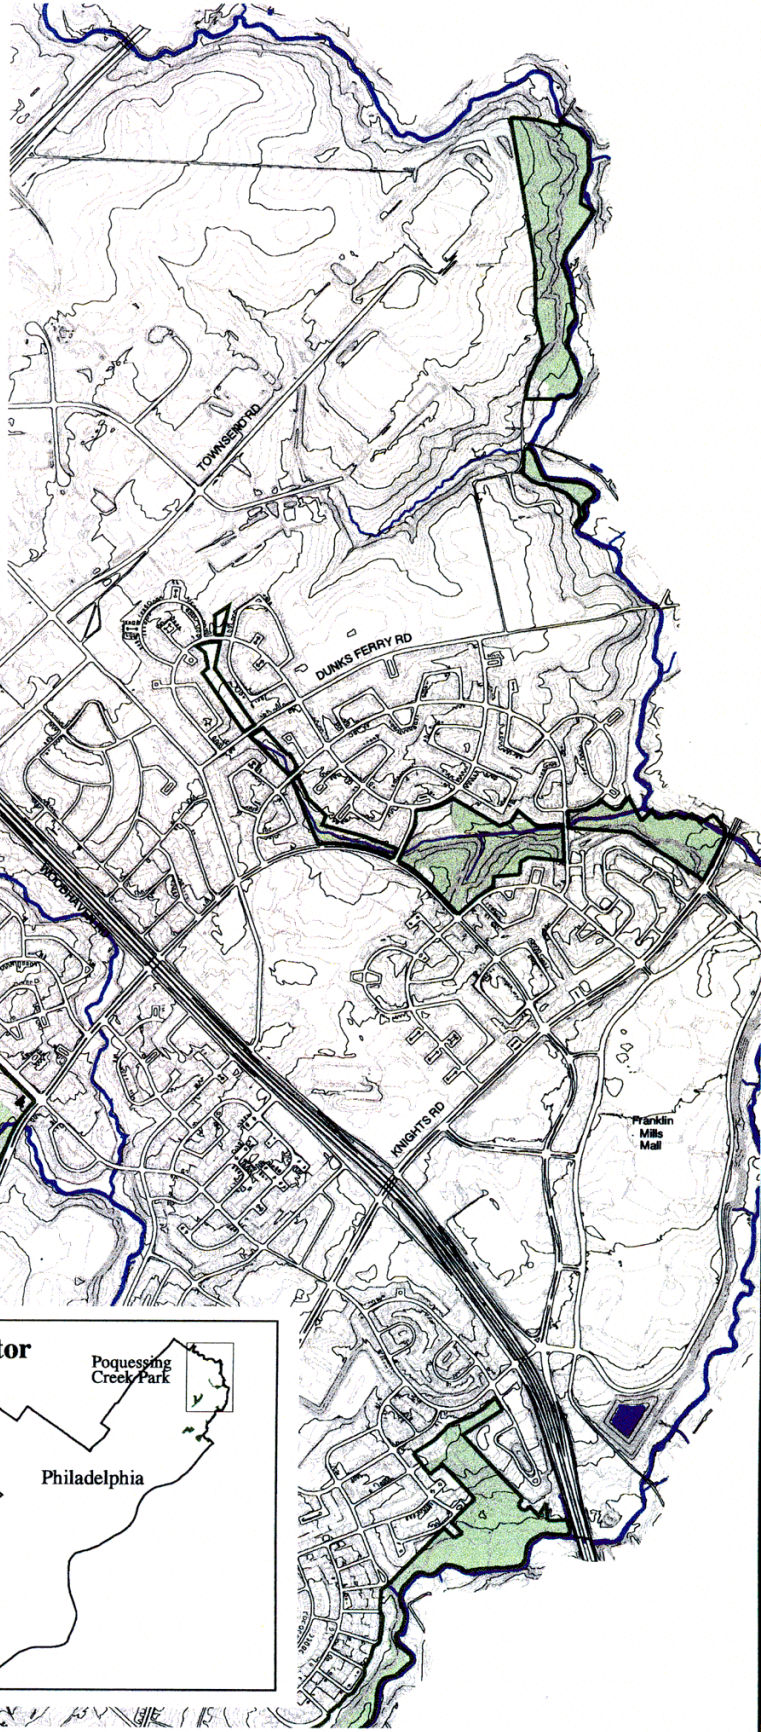 TOWNSEND RD
DUNKS FERRY RD
KNIGHTS RD
Franklin
Mills
Mall
tor
Poquessing
Creek Park
Philadelphia